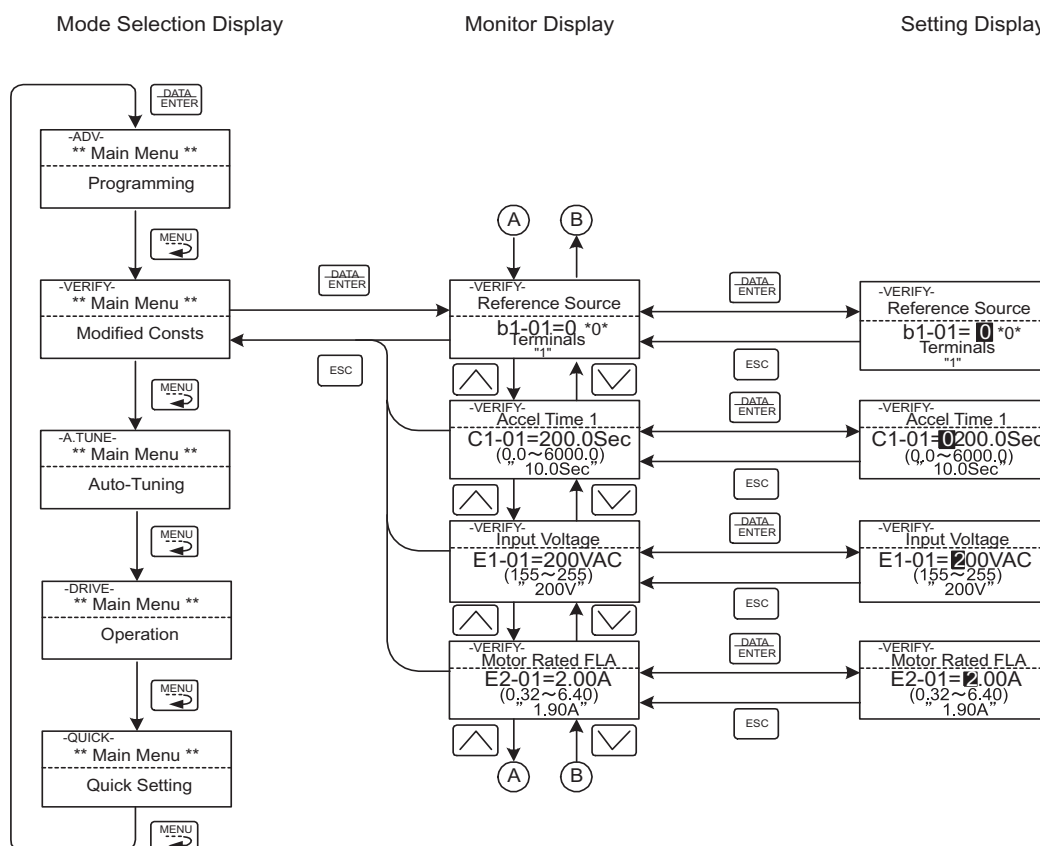 Mode Selection Display
Monitor Display
Setting Display
DATA
ENTER
-ADV-
** Main Menu **
Programming
MENU
-VERIFY-
** Main Menu **
Modified Consts
MENU
-A.TUNE-
** Main Menu **
Auto-Tuning
MENU
-DRIVE-
** Main Menu **
Operation
MENU
-QUICK-
** Main Menu **
Quick Setting
MENU
DATA
ENTER
ESC
A
B
-VERIFY-
Reference Source
b1-01=0 *0*
Terminals
"1"
-VERIFY-
Accel Time 1
C1-01=200.0Sec
(0.0~6000.0)
” 10.0Sec”
-VERIFY-
Input Voltage
E1-01=200VAC
(155~255)
” 200V”
-VERIFY-
Motor Rated FLA
E2-01=2.00A
(0.32~6.40)
” 1.90A”
A
B
DATA
ENTER
ESC
DATA
ENTER
ESC
DATA
ENTER
ESC
DATA
ENTER
ESC
-VERIFY-
Reference Source
b1-01= 0 *0*
Terminals
"1"
-VERIFY-
Accel Time 1
C1-01=0200.0Sec
(0.0~6000.0)
” 10.0Sec”
-VERIFY-
Input Voltage
E1-01= 200VAC
(155~255)
” 200V”
-VERIFY-
Motor Rated FLA
E2-01= 2.00A
(0.32~6.40)
” 1.90A”